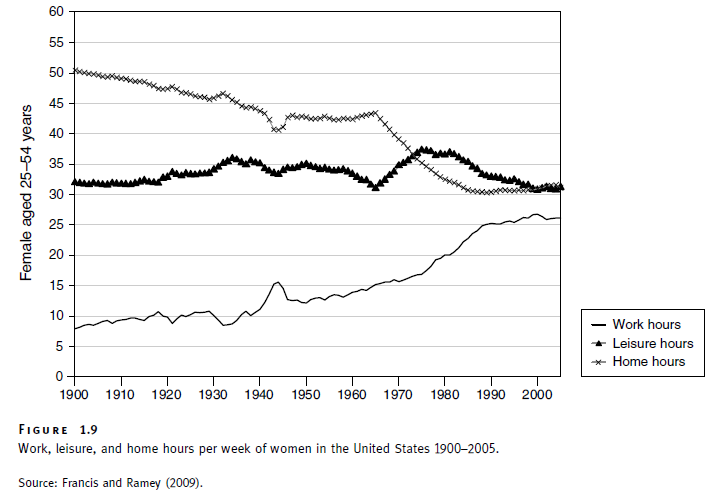 60
55
50
45
40
35
30
25
20
15
10
5
0
Female aged 25–54 years
1900 1910 1920 1930 1940 1950 1960 1970 1980 1990 2000
Work hours
Leisure hours
Home hours
FIGURE 1.9
Work, leisure, and home hours per week of women in the United States 1900–2005.
Source: Francis and Ramey (2009).